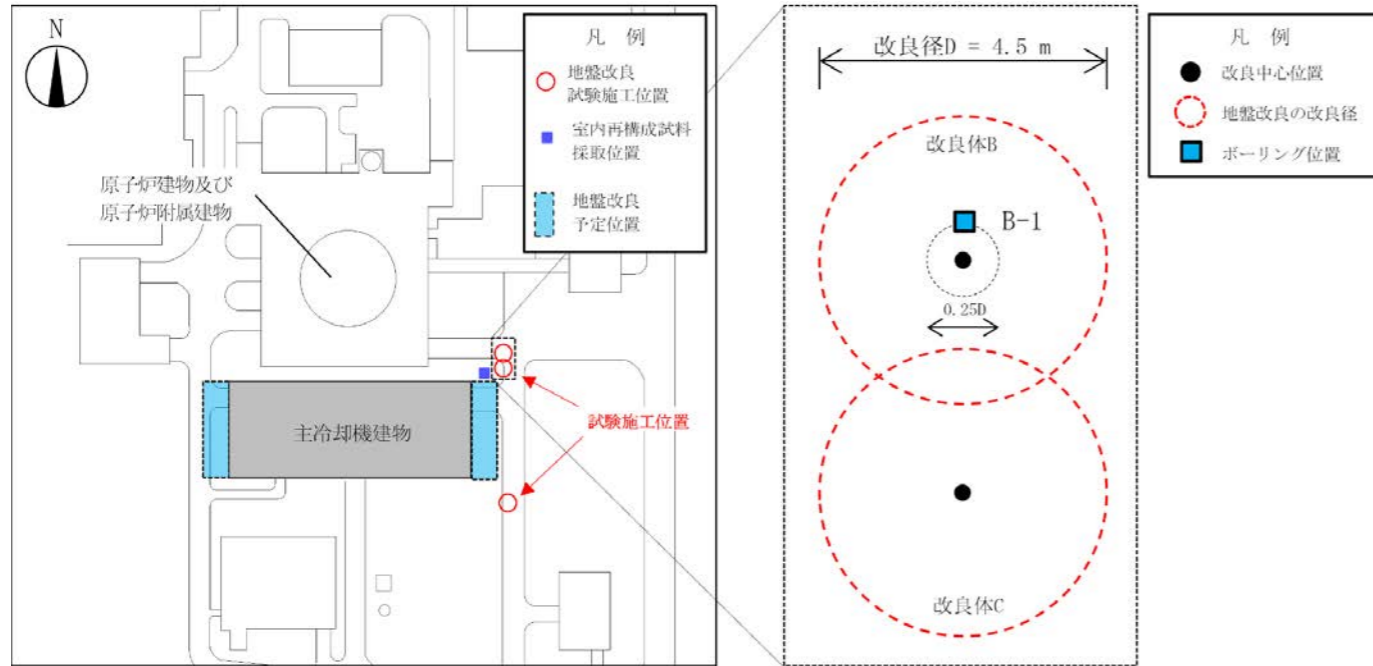 N
凡 例
地盤改良
試験施工位置
室内再構成試料
採取位置
地盤改良
予定位置
原子炉建物及び
原子炉附属建物
主冷却機建物
試験施工位置
改良径D = 4.5 m
改良体B
B-1
0.25D
改良体C
凡 例
改良中心位置
地盤改良の改良径
ボーリング位置